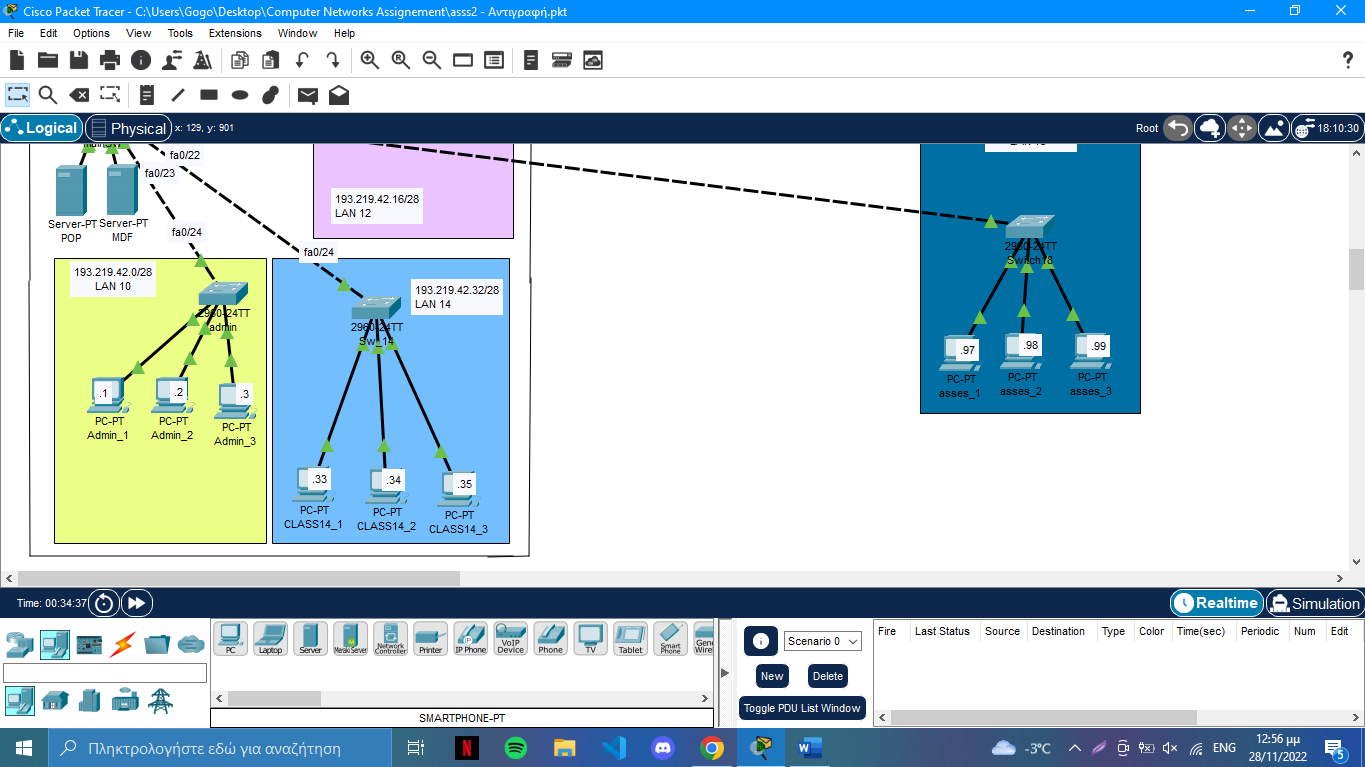 Cisco Packet Tracer - C:\Users\Gogo\Desktop\Computer Networks Assignement\asss2 - Αντιγραφή.pkt
File Edit Options View Tools Extensions Window Help
Logical Physical x: 129, y: 901 Root 18:10:30
fa0/22
fa0/23
Server-PT
POP
Server-PT
MDF
fa0/24
fa0/24
193.219.42.16/28
LAN 12
193.219.42.0/28
LAN 10
2960-24TT
admin
.1
.2
.3
PC-PT
Admin_1
PC-PT
Admin_2
PC-PT
Admin_3
193.219.42.32/28
LAN 14
2960-24TT
.33
.34
.35
PC-PT
CLASS14_1
PC-PT
CLASS14_2
PC-PT
CLASS14_3
2960-24TT
Switch18
.97
.98
.99
PC-PT
asses_1
PC-PT
asses_2
PC-PT
asses_3
Time: 00:34:37 Realtime Simulation
PC Laptop Server Meraki Server Network Controller Printer IP Phone VoIP Device Phone TV Tablet Smart Phone
SMARTPHONE-PT
Scenario 0
New Delete
Toggle PDU List Window
Fire Last Status Source Destination Type Color Time(sec) Periodic Num Edit
Πληκτρολογήστε εδώ για αναζήτηση
-3°C ENG 12:56 μμ
28/11/2022
5